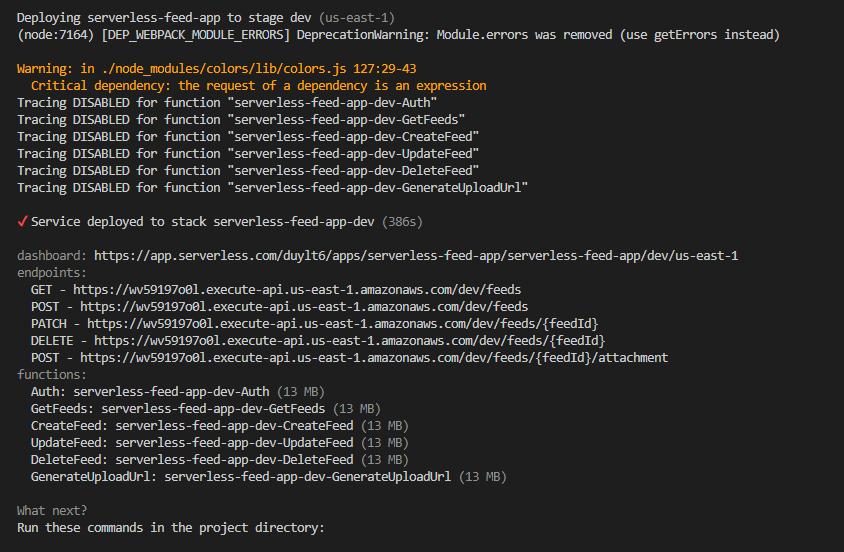 Deploying serverless-feed-app to stage dev (us-east-1)
(node:7164) [DEP_WEBPACK_MODULE_ERRORS] DeprecationWarning: Module.errors was removed (use getErrors instead)
Warning: in ./node_modules/colors/lib/colors.js 127:29-43
Critical dependency: the request of a dependency is an expression
Tracing DISABLED for function "serverless-feed-app-dev-Auth"
Tracing DISABLED for function "serverless-feed-app-dev-GetFeeds"
Tracing DISABLED for function "serverless-feed-app-dev-CreateFeed"
Tracing DISABLED for function "serverless-feed-app-dev-UpdateFeed"
Tracing DISABLED for function "serverless-feed-app-dev-DeleteFeed"
Tracing DISABLED for function "serverless-feed-app-dev-GenerateUploadUrl"
✔ Service deployed to stack serverless-feed-app-dev (386s)
dashboard: https://app.serverless.com/duylt6/apps/serverless-feed-app/serverless-feed-app/dev/us-east-1
endpoints:
GET - https://wv59197o0l.execute-api.us-east-1.amazonaws.com/dev/feeds
POST - https://wv59197o0l.execute-api.us-east-1.amazonaws.com/dev/feeds
PATCH - https://wv59197o0l.execute-api.us-east-1.amazonaws.com/dev/feeds/{feedId}
DELETE - https://wv59197o0l.execute-api.us-east-1.amazonaws.com/dev/feeds/{feedId}
POST - https://wv59197o0l.execute-api.us-east-1.amazonaws.com/dev/feeds/{feedId}/attachment
functions:
Auth: serverless-feed-app-dev-Auth (13 MB)
GetFeeds: serverless-feed-app-dev-GetFeeds (13 MB)
CreateFeed: serverless-feed-app-dev-CreateFeed (13 MB)
UpdateFeed: serverless-feed-app-dev-UpdateFeed (13 MB)
DeleteFeed: serverless-feed-app-dev-DeleteFeed (13 MB)
GenerateUploadUrl: serverless-feed-app-dev-GenerateUploadUrl (13 MB)
What next?
Run these commands in the project directory: